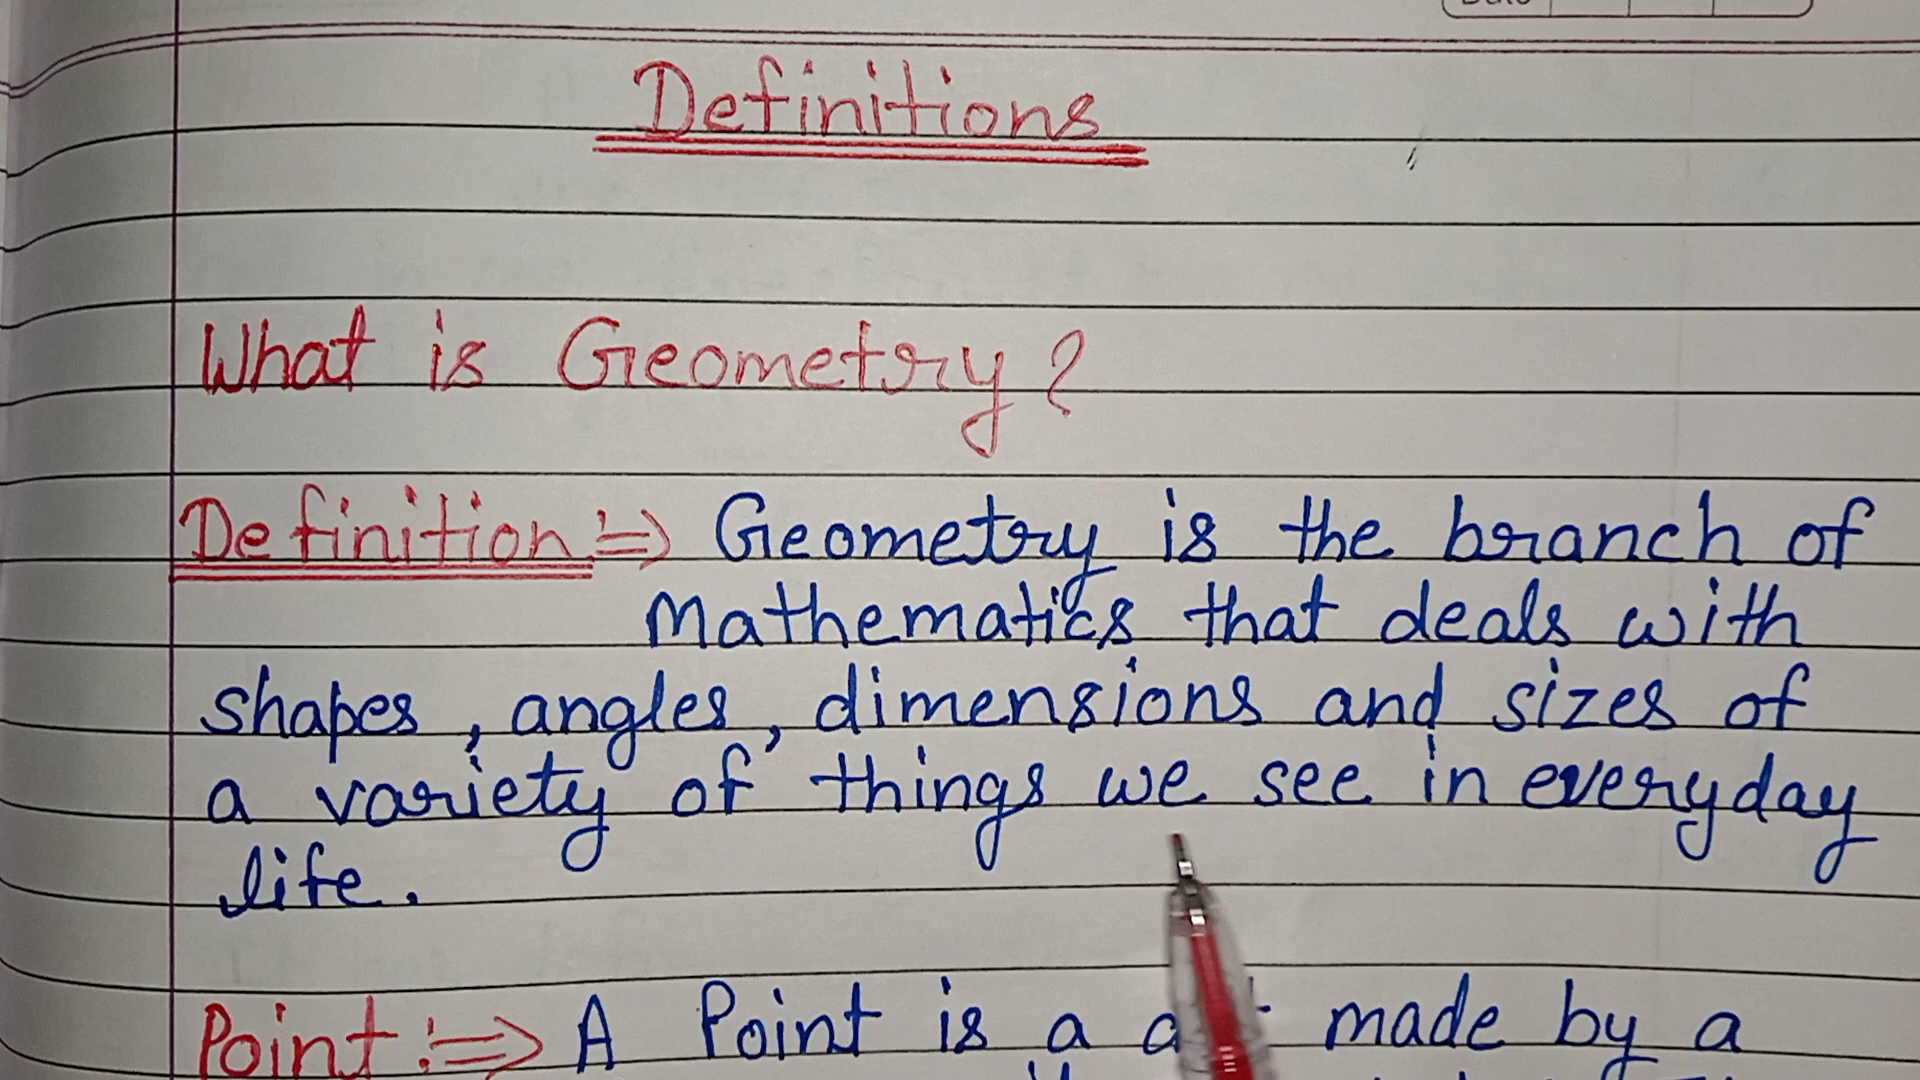 Definitions
What is Geometry?
Definition:⇒ Geometry is the branch of
Mathematics that deals with
shapes, angles, dimensions and sizes of
a variety of things we see in everyday
life.
Point:⇒ A Point is a made by a